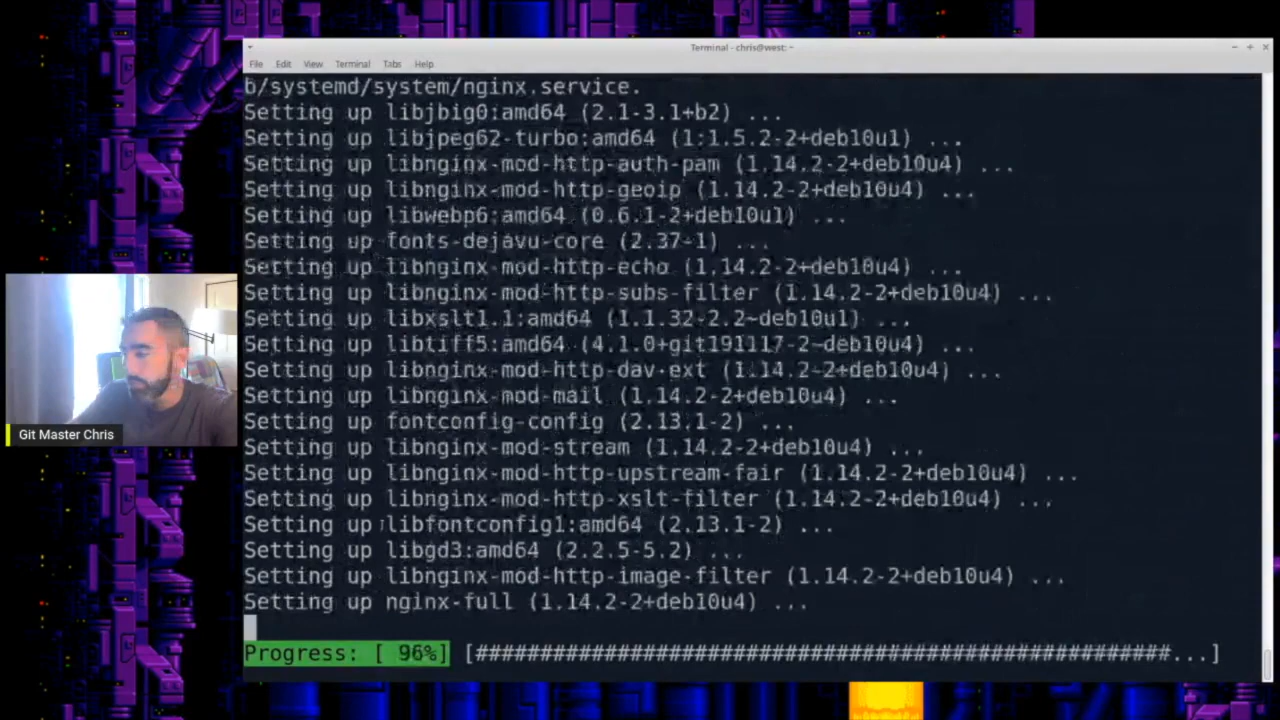 Terminal - chris@west: ~
File Edit View Terminal Tabs Help
b/systemd/system/nginx.service.
Setting up libjbig0:amd64 (2.1-3.1+b2) ...
Setting up libjpeg62-turbo:amd64 (1:1.5.2-2+deb10u1) ...
Setting up libnginx-mod-http-auth-pam (1.14.2-2+deb10u4) ...
Setting up libnginx-mod-http-geoip (1.14.2-2+deb10u4) ...
Setting up libwebp6:amd64 (0.6.1-2+deb10u1) ...
Setting up fonts-dejavu-core (2.37-1) ...
Setting up libnginx-mod-http-echo (1.14.2-2+deb10u4) ...
Setting up libnginx-mod-http-subs-filter (1.14.2-2+deb10u4) ...
Setting up libxslt1.1:amd64 (1.1.32-2.2~deb10u1) ...
Setting up libtiff5:amd64 (4.1.0+git191117-2~deb10u2) ...
Setting up libnginx-mod-http-dav-ext (1.14.2-2+deb10u4) ...
Setting up libnginx-mod-mail (1.14.2-2+deb10u4) ...
Setting up fontconfig-config (2.13.1-2) ...
Setting up libnginx-mod-stream (1.14.2-2+deb10u4) ...
Setting up libnginx-mod-http-upstream-fair (1.14.2-2+deb10u4) ...
Setting up libnginx-mod-http-xslt-filter (1.14.2-2+deb10u4) ...
Setting up libfontconfig1:amd64 (2.13.1-2) ...
Setting up libgd3:amd64 (2.2.5-5.2) ...
Setting up libnginx-mod-http-image-filter (1.14.2-2+deb10u4) ...
Setting up nginx-full (1.14.2-2+deb10u4) ...
Progress: [ 96%] [######################################################...]
Git Master Chris